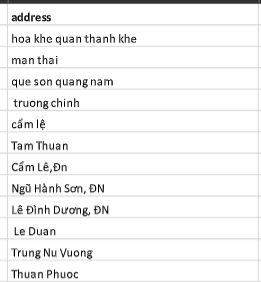 address
hoa khe quan thanh khe
man thai
que son quang nam
truong chinh
cẩm lệ
Tam Thuan
Cẩm Lê,Đn
Ngũ Hành Sơn, ĐN
Lê Đình Dương, ĐN
Le Duan
Trung Nu Vuong
Thuan Phuoc